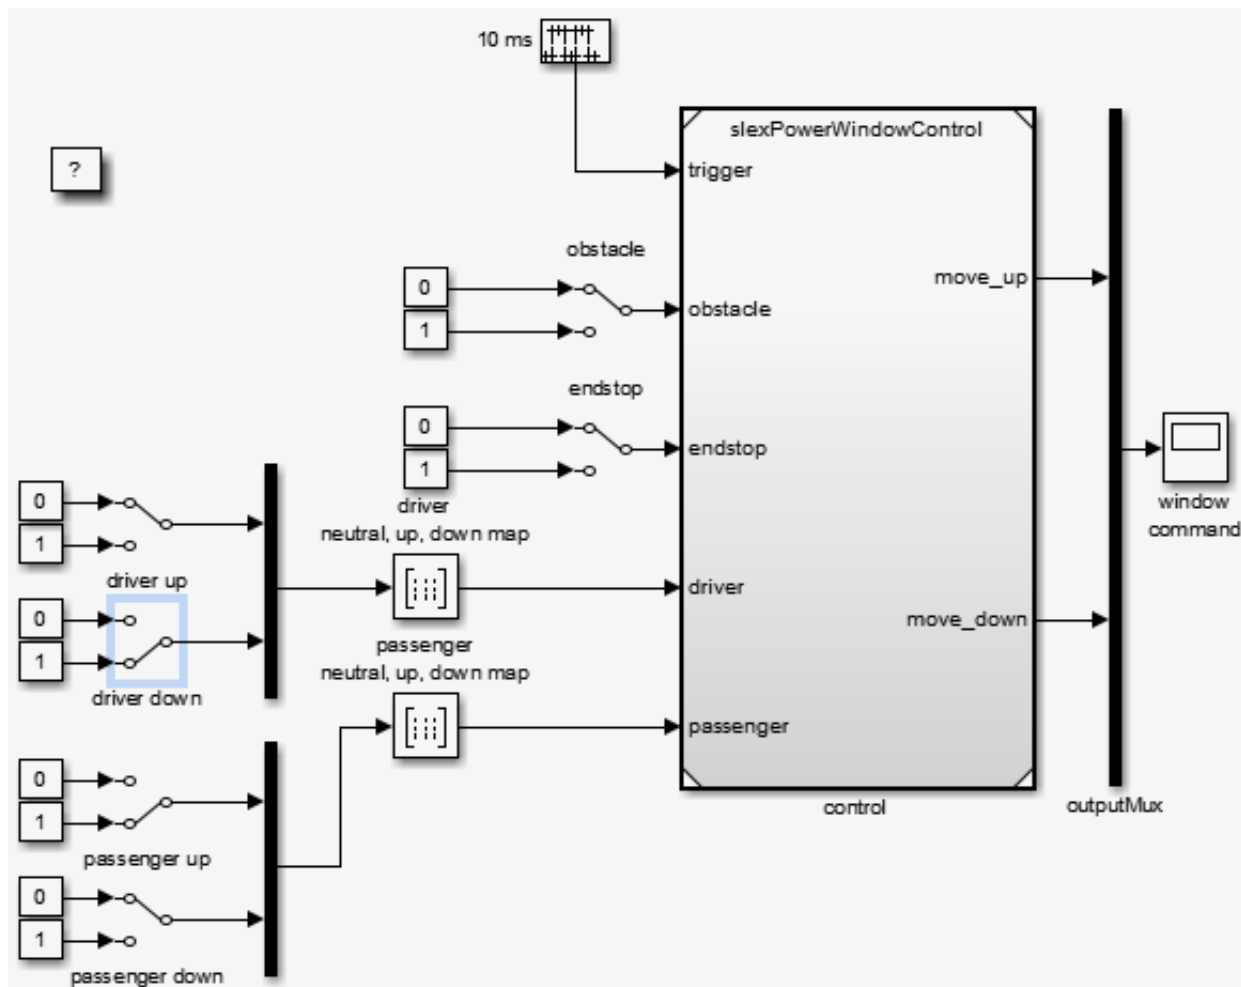 10 ms
slexPowerWindowControl
?
trigger
obstacle
move_up
0
obstacle
1
endstop
0
endstop
1
driver
neutral, up, down map
window
command
0
1
driver up
driver
0
passenger
move_down
1
neutral, up, down map
driver down
passenger
0
control
outputMux
1
passenger up
0
1
passenger down